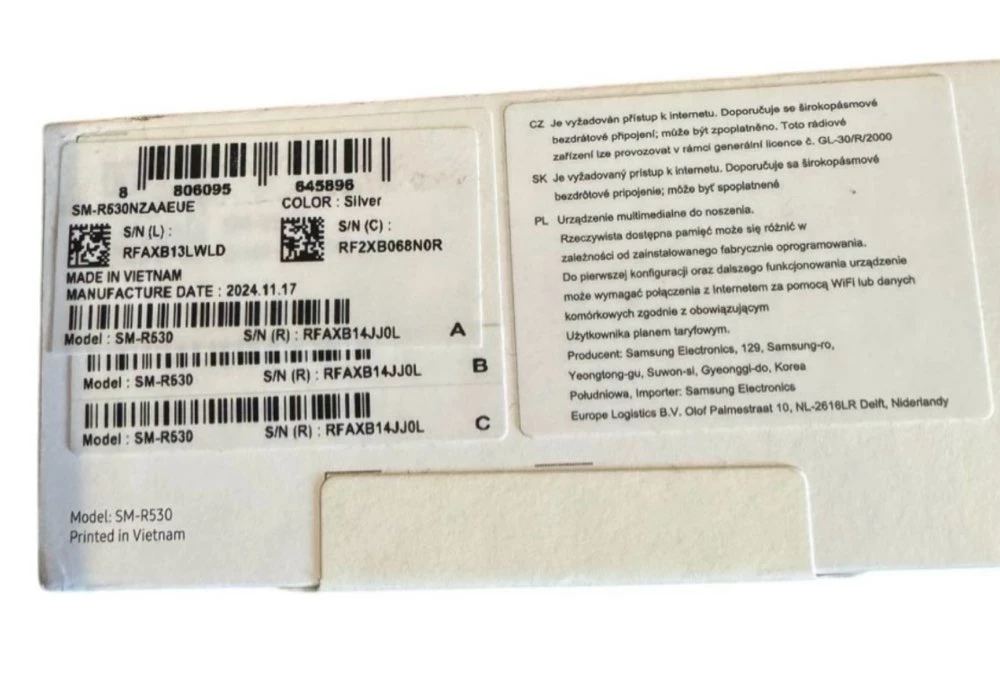 8 806095 645896
SM-R530NZAAEUE
COLOR : Silver
S/N (L) :
RFAXB13LWLD
S/N (C) :
RF2XB068N0R
MADE IN VIETNAM
MANUFACTURE DATE : 2024.11.17
Model : SM-R530 S/N (R) : RFAXB14JJ0L A
Model : SM-R530 S/N (R) : RFAXB14JJ0L B
Model : SM-R530 S/N (R) : RFAXB14JJ0L C
Model: SM-R530
Printed in Vietnam
CZ Je vyžadován přístup k internetu. Doporučuje se širokopásmové
bezdrátové připojení; může být zpoplatněno. Toto rádiové
zařízení lze provozovat v rámci generální licence č. GL-30/R/2000
SK Je vyžadovaný prístup k internetu. Doporučuje sa širokopásmové
bezdrôtové pripojenie; môže byť spoplatnené
PL Urządzenie multimedialne do noszenia.
Rzeczywista dostępna pamięć może się różnić w
zależności od zainstalowanego fabrycznie oprogramowania.
Do pierwszej konfiguracji oraz dalszego funkcjonowania urządzenie
może wymagać połączenia z Internetem za pomocą WiFi lub danych
komórkowych zgodnie z obowiązującym
Użytkownika planem taryfowym.
Producent: Samsung Electronics, 129, Samsung-ro,
Yeongtong-gu, Suwon-si, Gyeonggi-do, Korea
Południowa, Importer: Samsung Electronics
Europe Logistics B.V. Olof Palmestraat 10, NL-2616LR Delft, Niderlandy